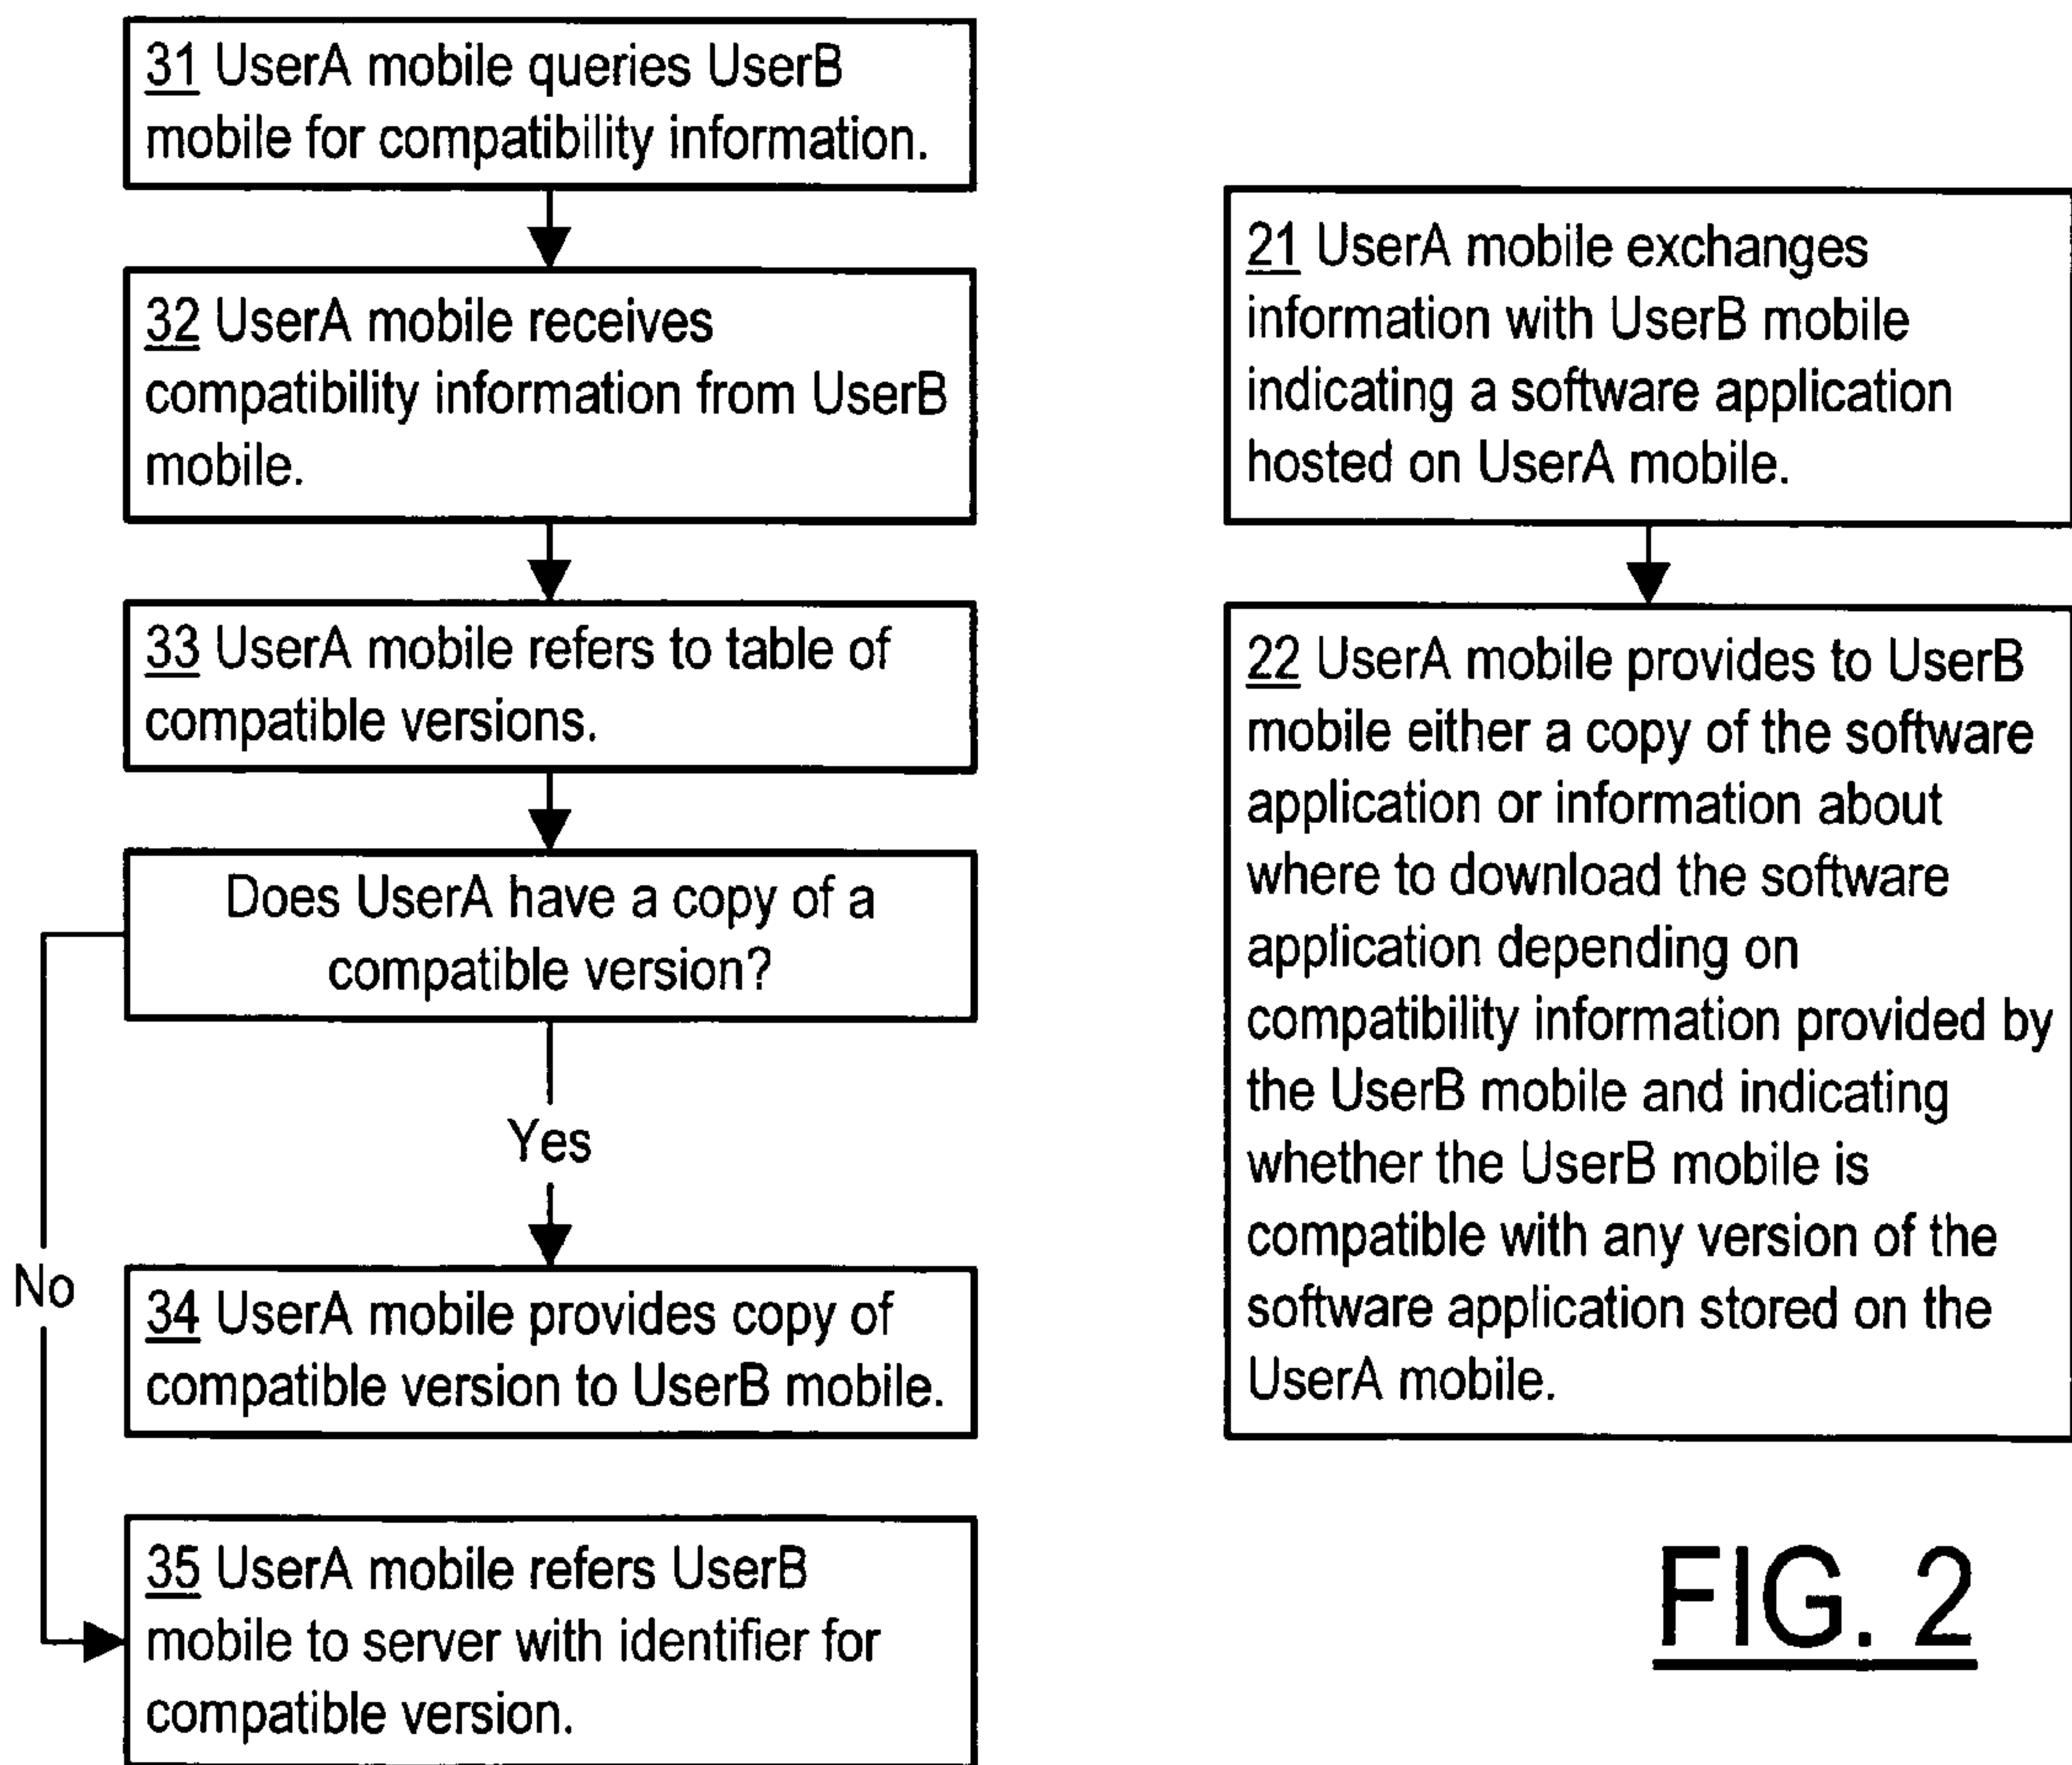 31 UserA mobile queries UserB
mobile for compatibility information.
32 UserA mobile receives
compatibility information from UserB
mobile.
33 UserA mobile refers to table of
compatible versions.
Does UserA have a copy of a
compatible version?
Yes
No
34 UserA mobile provides copy of
compatible version to UserB mobile.
35 UserA mobile refers UserB
mobile to server with identifier for
compatible version.
21 UserA mobile exchanges
information with UserB mobile
indicating a software application
hosted on UserA mobile.
22 UserA mobile provides to UserB
mobile either a copy of the software
application or information about
where to download the software
application depending on
compatibility information provided by
the UserB mobile and indicating
whether the UserB mobile is
compatible with any version of the
software application stored on the
UserA mobile.
FIG. 2